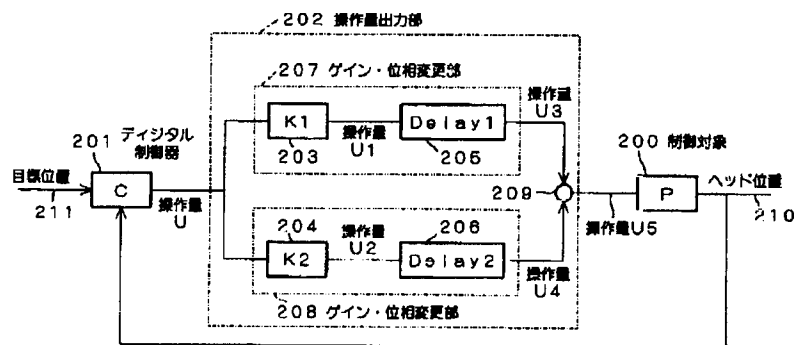 202 操作量出力部
207 ゲイン・位相変更部
操作量
U3
K1
203
操作量
U1
Delay1
205
201
ディジタル
制御器
目標位置
211
C
操作量
U
209
200 制御対象
P
ヘッド位置
210
操作量U5
204
K2
操作量
U2
206
Delay2
操作量
U4
208 ゲイン・位相変更部